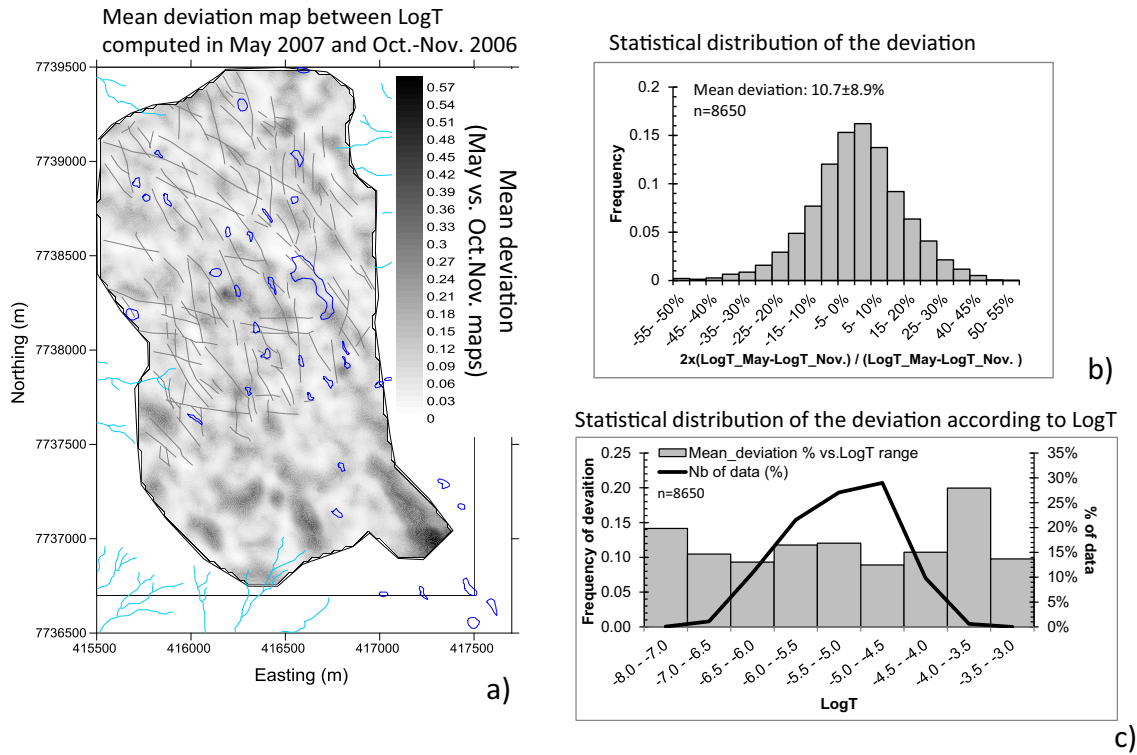 Mean deviation map between LogT
computed in May 2007 and Oct.-Nov. 2006
7739500
7739000
7738500
7738000
7737500
7737000
7736500
Northing (m)
415500
416000
416500
417000
417500
Easting (m)
0.57
0.54
0.51
0.48
0.45
0.42
0.39
0.36
0.33
0.3
0.27
0.24
0.21
0.18
0.15
0.12
0.09
0.06
0.03
0
Mean deviation
(May vs. Oct.Nov. maps)
a)
Statistical distribution of the deviation
Mean deviation: 10.7±8.9%
n=8650
0.2
0.15
0.1
0.05
0
Frequency
-55- -50%
-45- -40%
-35- -30%
-25- -20%
-15- -10%
-5- 0%
5- 10%
15- 20%
25- 30%
40- 45%
50- 55%
2x(LogT_May-LogT_Nov.) / (LogT_May-LogT_Nov. )
b)
Statistical distribution of the deviation according to LogT
Mean_deviation % vs.LogT range
Nb of data (%)
n=8650
0.25
0.20
0.15
0.10
0.05
0.00
Frequency of devaition
35%
30%
25%
20%
15%
10%
5%
0%
% of data
-8.0 - -7.0
-7.0 - -6.5
-6.5 - -6.0
-6.0 - -5.5
-5.5 - -5.0
-5.0 - -4.5
-4.5 - -4.0
-4.0 - -3.5
-3.5 - -3.0
LogT
c)